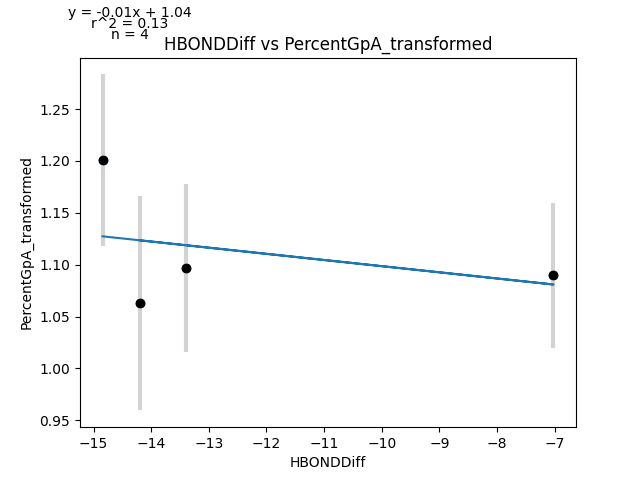 y = -0.01x + 1.04
r^2 = 0.13
n = 4
HBONDDiff vs PercentGpA_transformed
PercentGpA_transformed
1.25
1.20
1.15
1.10
1.05
1.00
0.95
−15
−14
−13
−12
−11
−10
−9
−8
−7
HBONDDiff